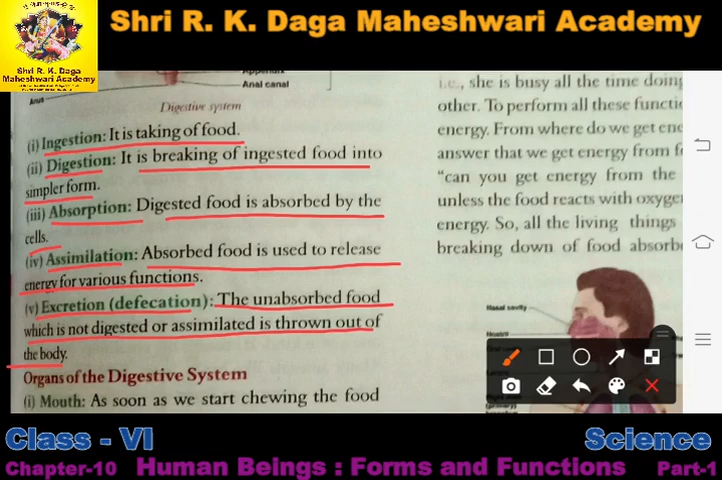 Shri R. K. Daga Maheshwari Academy
Shri R. K. Daga
Maheshwari Academy
Anal canal
Anus
Digestive system
(i) Ingestion: It is taking of food.
(ii) Digestion: It is breaking of ingested food into
simpler form.
(iii) Absorption: Digested food is absorbed by the
cells.
(iv) Assimilation: Absorbed food is used to release
energy for various functions.
(v) Excretion (defecation): The unabsorbed food
which is not digested or assimilated is thrown out of
the body.
Organs of the Digestive System
(i) Mouth: As soon as we start chewing the food
i.e., she is busy all the time doing
other. To perform all these functi
energy. From where do we get ene
answer that we get energy from f
“can you get energy from the
unless the food reacts with oxyge
energy. So, all the living things
breaking down of food absorb
Nasal cavity
Nostril
Class - VI
Science
Chapter-10 Human Beings : Forms and Functions Part-1